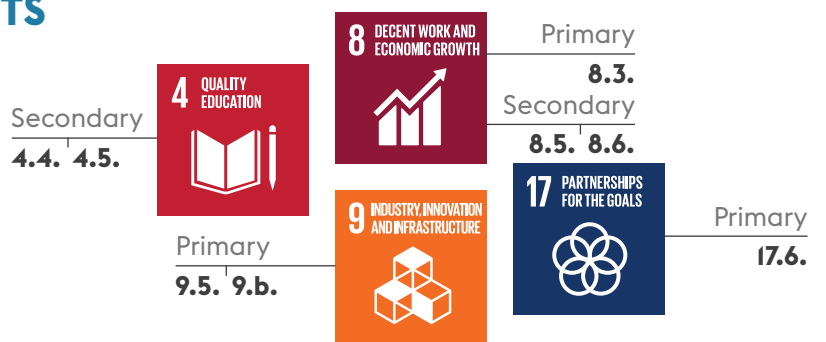 TS
8 DECENT WORK AND
ECONOMIC GROWTH
Primary
8.3.
Secondary
8.5. 8.6.
4 QUALITY
EDUCATION
Secondary
4.4. 4.5.
17 PARTNERSHIPS
FOR THE GOALS
Primary
17.6.
9 INDUSTRY, INNOVATION
AND INFRASTRUCTURE
Primary
9.5. 9.b.